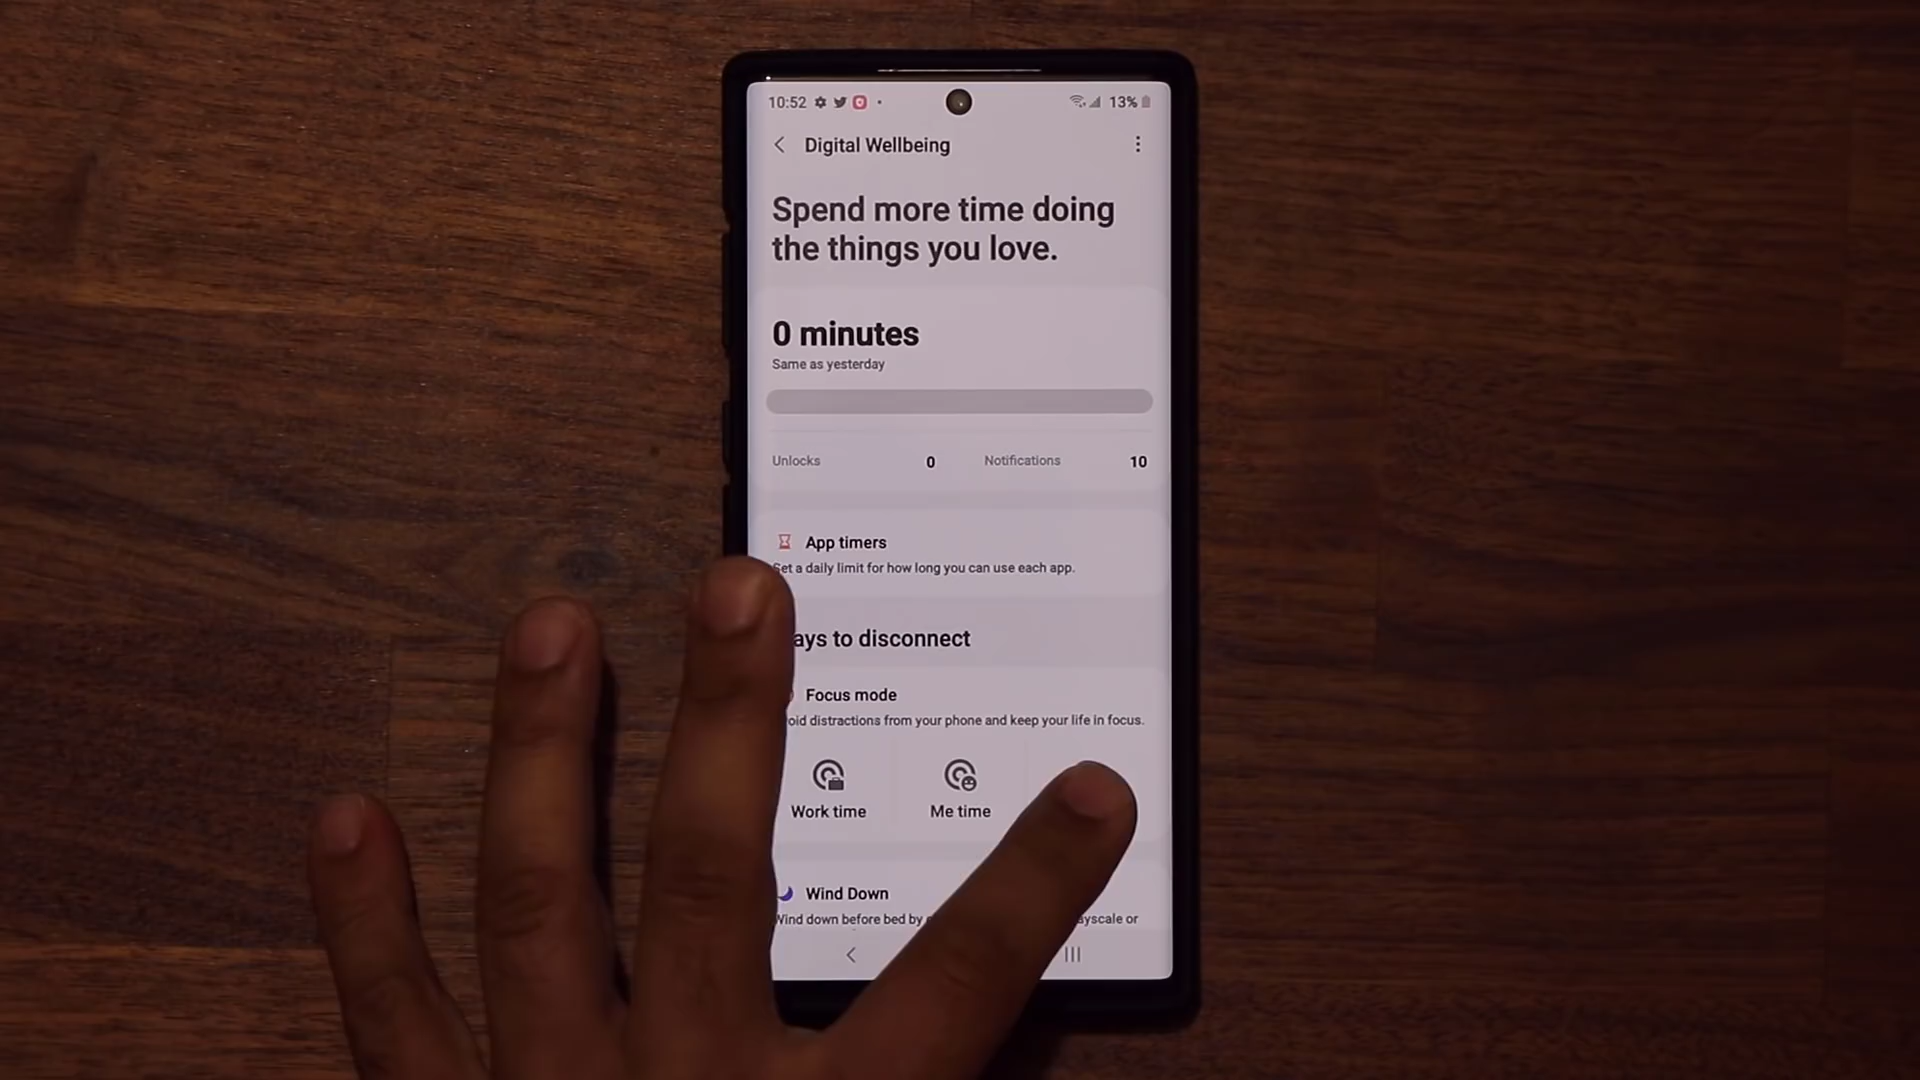 10:52 13%
Digital Wellbeing
Spend more time doing
the things you love.
0 minutes
Same as yesterday
Unlocks 0 Notifications 10
App timers
Set a daily limit for how long you can use each app.
to disconnect
Focus mode
distractions from your phone and keep your life in focus.
Work time Me time
Wind Down
Wind down before bed by or